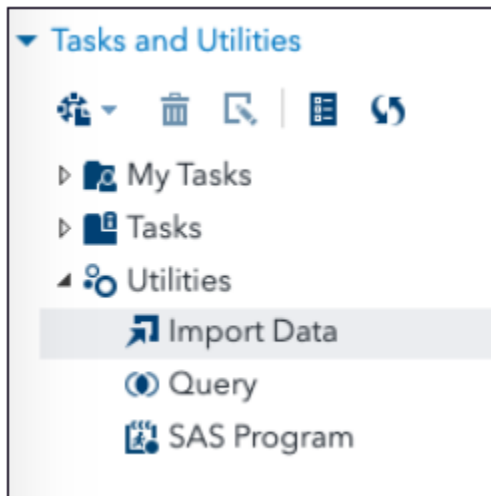 Tasks and Utilities
My Tasks
Tasks
Utilities
Import Data
Query
SAS Program